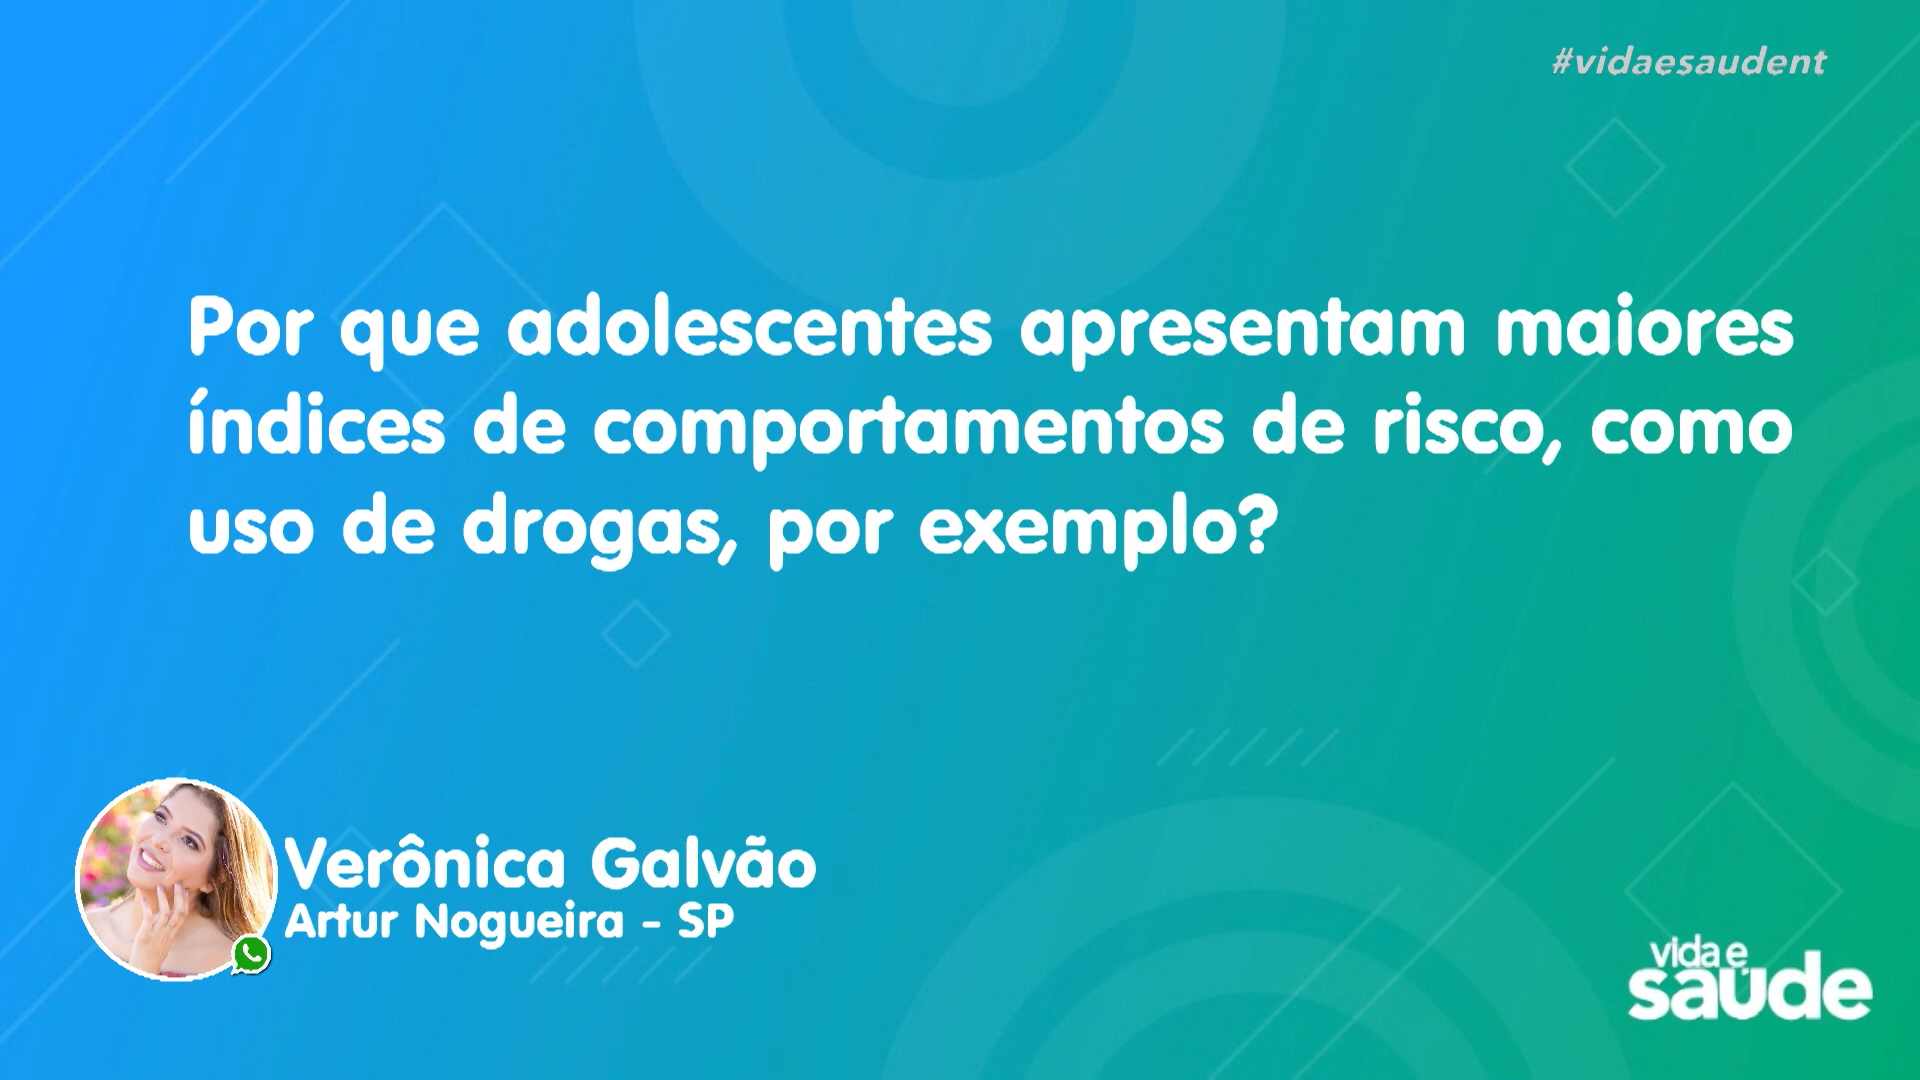 #vidaesaudent
Por que adolescentes apresentam maiores
índices de comportamentos de risco, como
uso de drogas, por exemplo?
Verônica Galvão
Artur Nogueira - SP
vida e
saúde